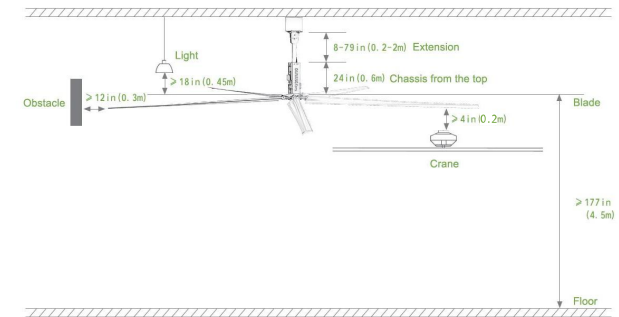 8-79in(0.2-2m) Extension
Light
24in(0.6m) Chassis from the top
⩾18in(0.45m)
Obstacle
⩾12in(0.3m)
Blade
⩾4in(0.2m)
Crane
⩾177in
(4.5m)
Floor